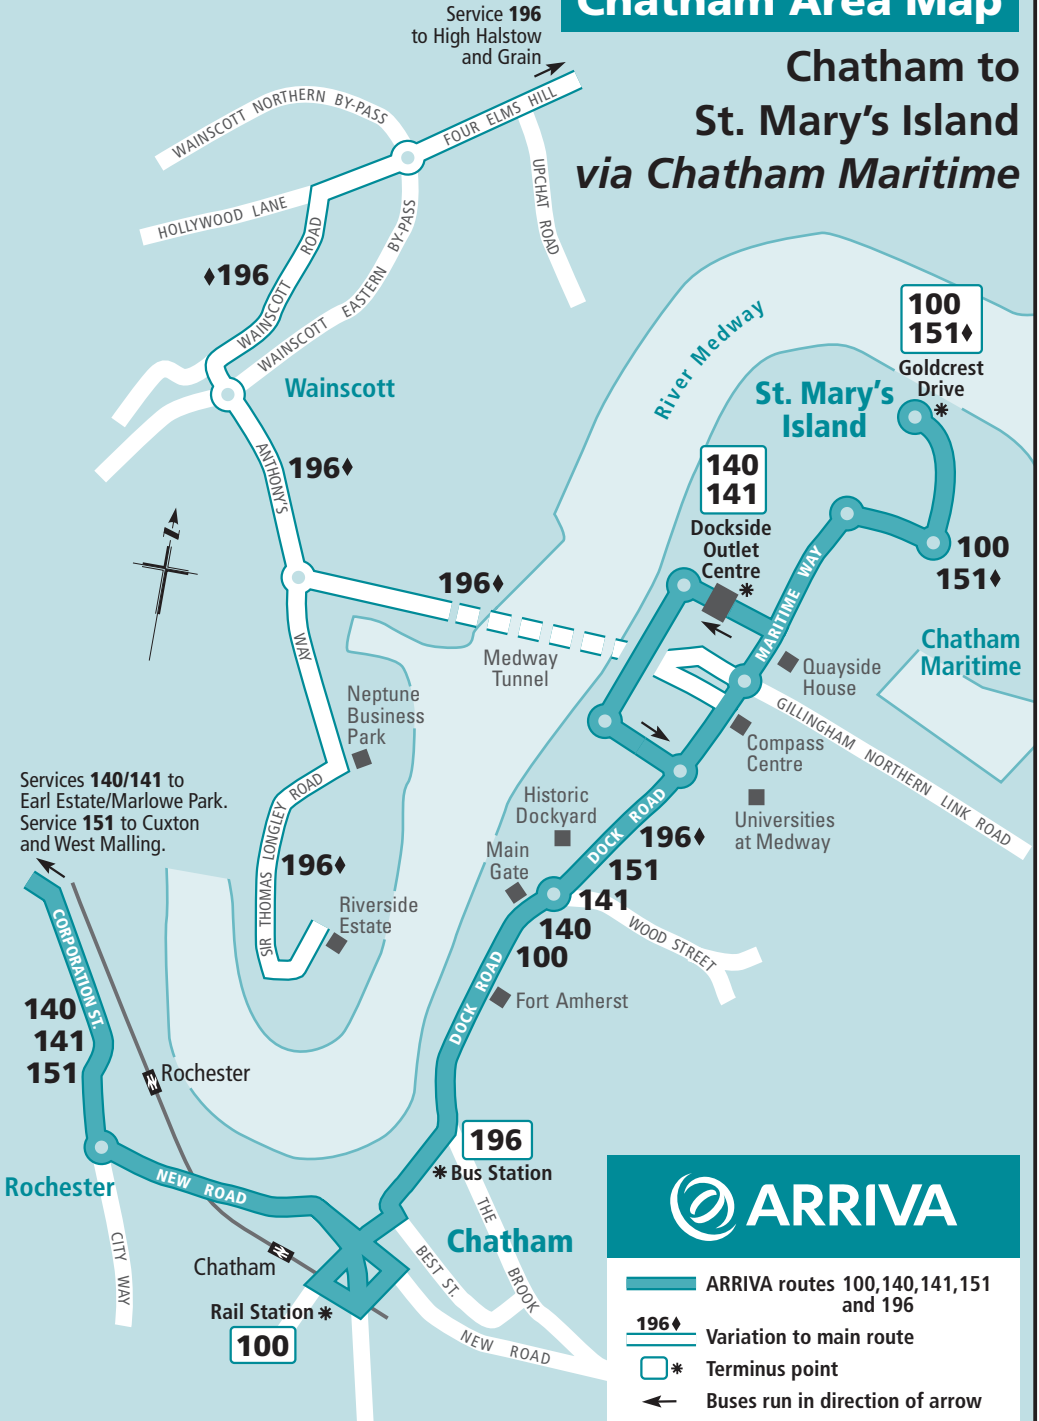 Chatham Area Map
Chatham to
St. Mary's Island
via Chatham Maritime
Service 196
to High Halstow
and Grain
WAINSCOTT NORTHERN BY-PASS
FOUR ELMS HILL
UPCHAT ROAD
HOLLYWOOD LANE
WAINSCOTT ROAD
WAINSCOTT EASTERN BY-PASS
♦196
Wainscott
River Medway
100
151♦
Goldcrest
Drive *
St. Mary's
Island
ANTHONY'S WAY
196♦
140
141
Dockside
Outlet
Centre *
100
151♦
N
196♦
MARITIME WAY
Chatham
Maritime
Medway
Tunnel
Quayside
House
GILLINGHAM NORTHERN LINK ROAD
Neptune
Business
Park
Compass
Centre
Services 140/141 to
Earl Estate/Marlowe Park.
Service 151 to Cuxton
and West Malling.
SIR THOMAS LONGLEY ROAD
196♦
Historic
Dockyard
DOCK ROAD
Universities
at Medway
Main
Gate
196♦
151
141
140
100
Riverside
Estate
WOOD STREET
CORPORATION ST.
DOCK ROAD
Fort Amherst
140
141
151
Rochester
196
* Bus Station
Rochester
NEW ROAD
THE BROOK
Chatham
CITY WAY
Chatham
BEST ST.
Rail Station *
100
NEW ROAD
ARRIVA
ARRIVA routes 100,140,141,151
and 196
196♦
Variation to main route
* Terminus point
Buses run in direction of arrow